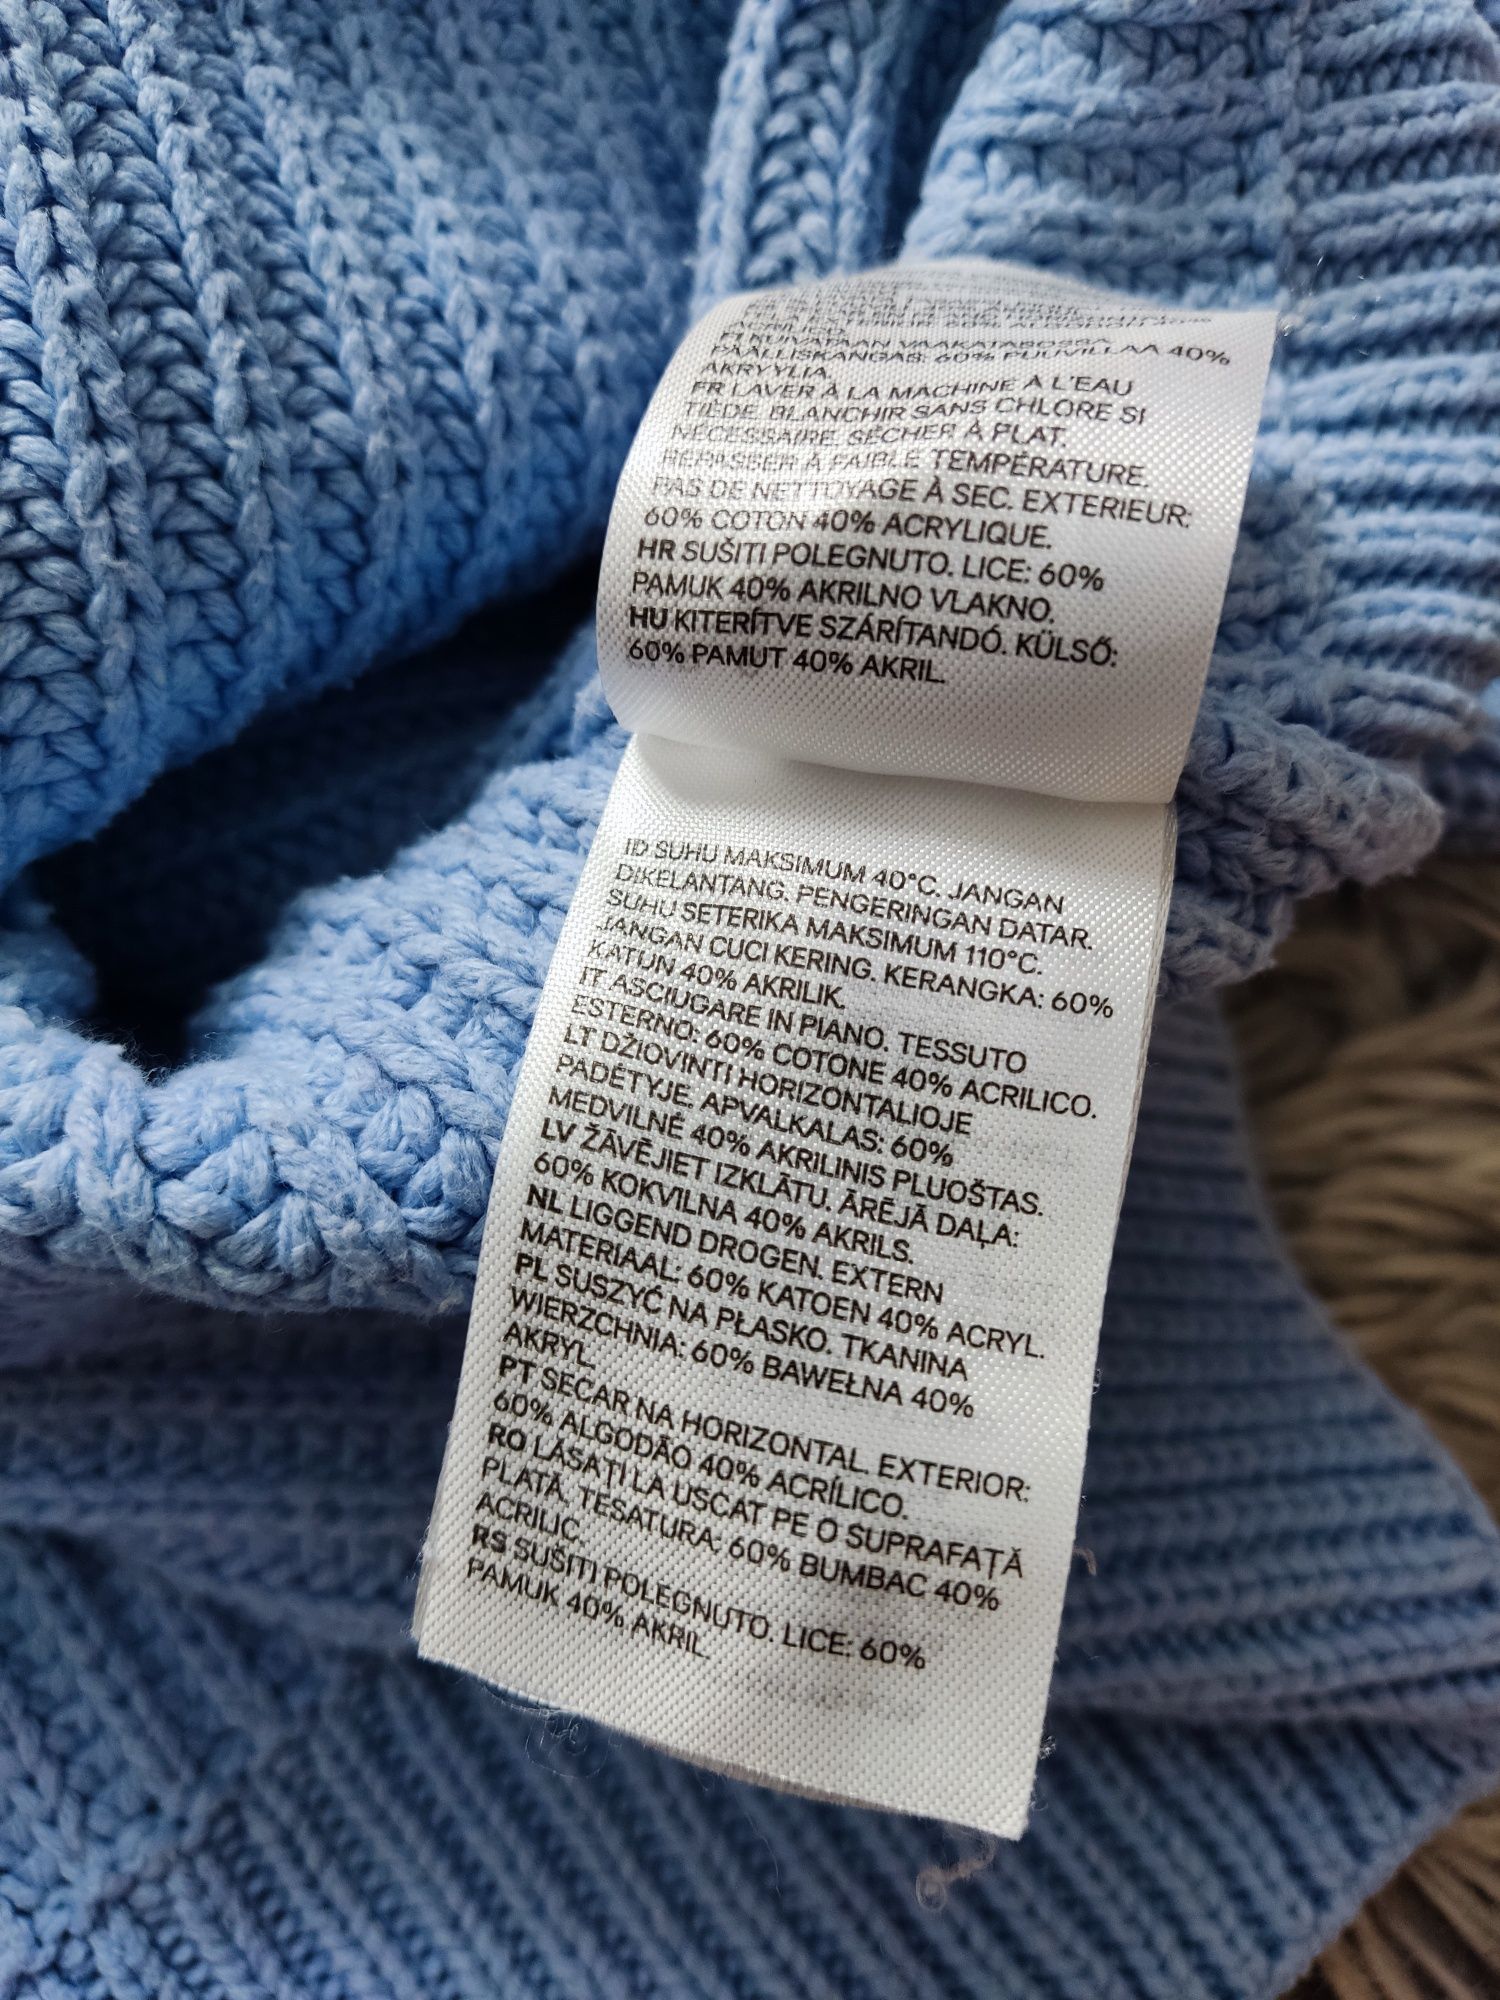 ACRÍLICO.
FI KUIVATAAN VAAKATASOSSA.
PÄÄLLISKANGAS: 60% PUUVILLAA 40%
AKRYYLIA.
FR LAVER À LA MACHINE À L'EAU
TIÈDE. BLANCHIR SANS CHLORE SI
NÉCESSAIRE. SÉCHER À PLAT.
REPASSER À FAIBLE TEMPÉRATURE.
PAS DE NETTOYAGE À SEC. EXTERIEUR:
60% COTON 40% ACRYLIQUE.
HR SUŠITI POLEGNUTO. LICE: 60%
PAMUK 40% AKRILNO VLAKNO.
HU KITERÍTVE SZÁRÍTANDÓ. KÜLSŐ:
60% PAMUT 40% AKRIL.
ID SUHU MAKSIMUM 40°C. JANGAN
DIKELANTANG. PENGERINGAN DATAR.
SUHU SETERIKA MAKSIMUM 110°C.
JANGAN CUCI KERING. KERANGKA: 60%
KATUN 40% AKRILIK.
IT ASCIUGARE IN PIANO. TESSUTO
ESTERNO: 60% COTONE 40% ACRILICO.
LT DŽIOVINTI HORIZONTALIOJE
PADĖTYJE. APVALKALAS: 60%
MEDVILNĖ 40% AKRILINIS PLUOŠTAS.
LV ŽĀVĒJIET IZKLĀTU. ĀRĒJĀ DAĻA:
60% KOKVILNA 40% AKRILS.
NL LIGGEND DROGEN. EXTERN
MATERIAAL: 60% KATOEN 40% ACRYL.
PL SUSZYĆ NA PŁASKO. TKANINA
WIERZCHNIA: 60% BAWEŁNA 40%
AKRYL.
PT SECAR NA HORIZONTAL. EXTERIOR:
60% ALGODÃO 40% ACRÍLICO.
RO LĂSAȚI LA USCAT PE O SUPRAFAȚĂ
PLATĂ. TESATURA: 60% BUMBAC 40%
ACRILIC.
RS SUŠITI POLEGNUTO. LICE: 60%
PAMUK 40% AKRIL.